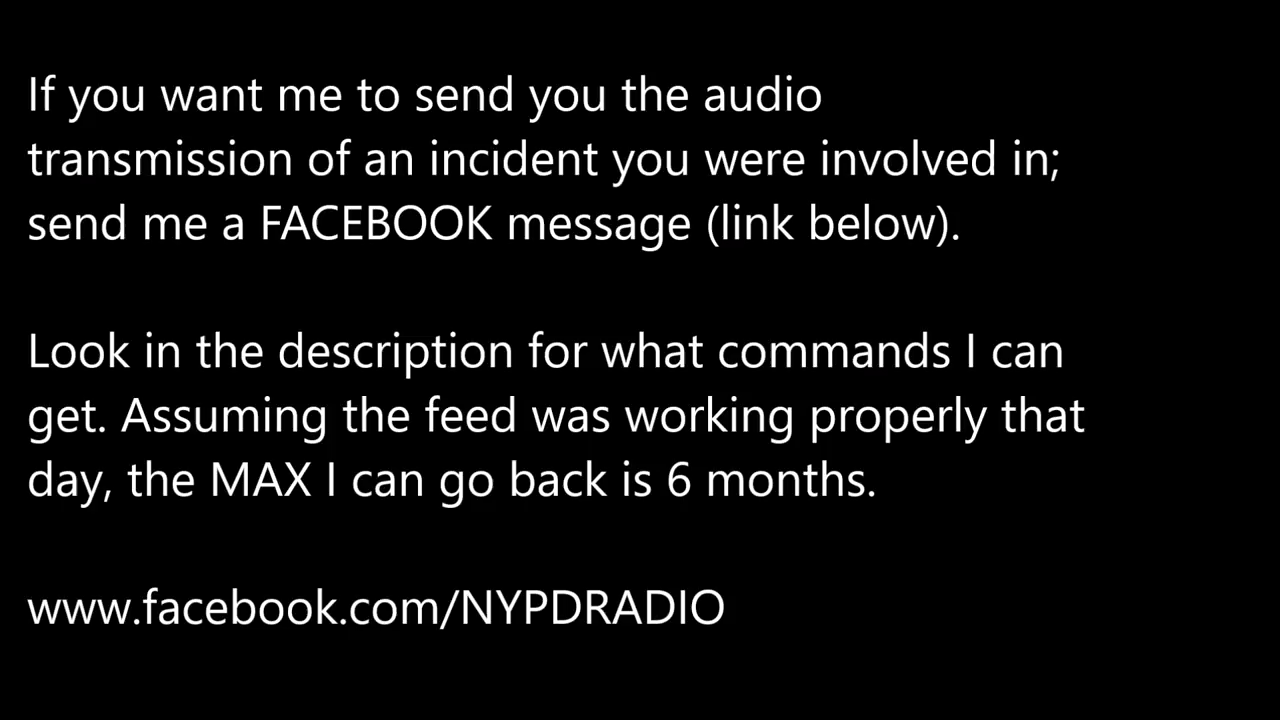 If you want me to send you the audio
transmission of an incident you were involved in;
send me a FACEBOOK message (link below).
Look in the description for what commands I can
get. Assuming the feed was working properly that
day, the MAX I can go back is 6 months.
www.facebook.com/NYPDRADIO